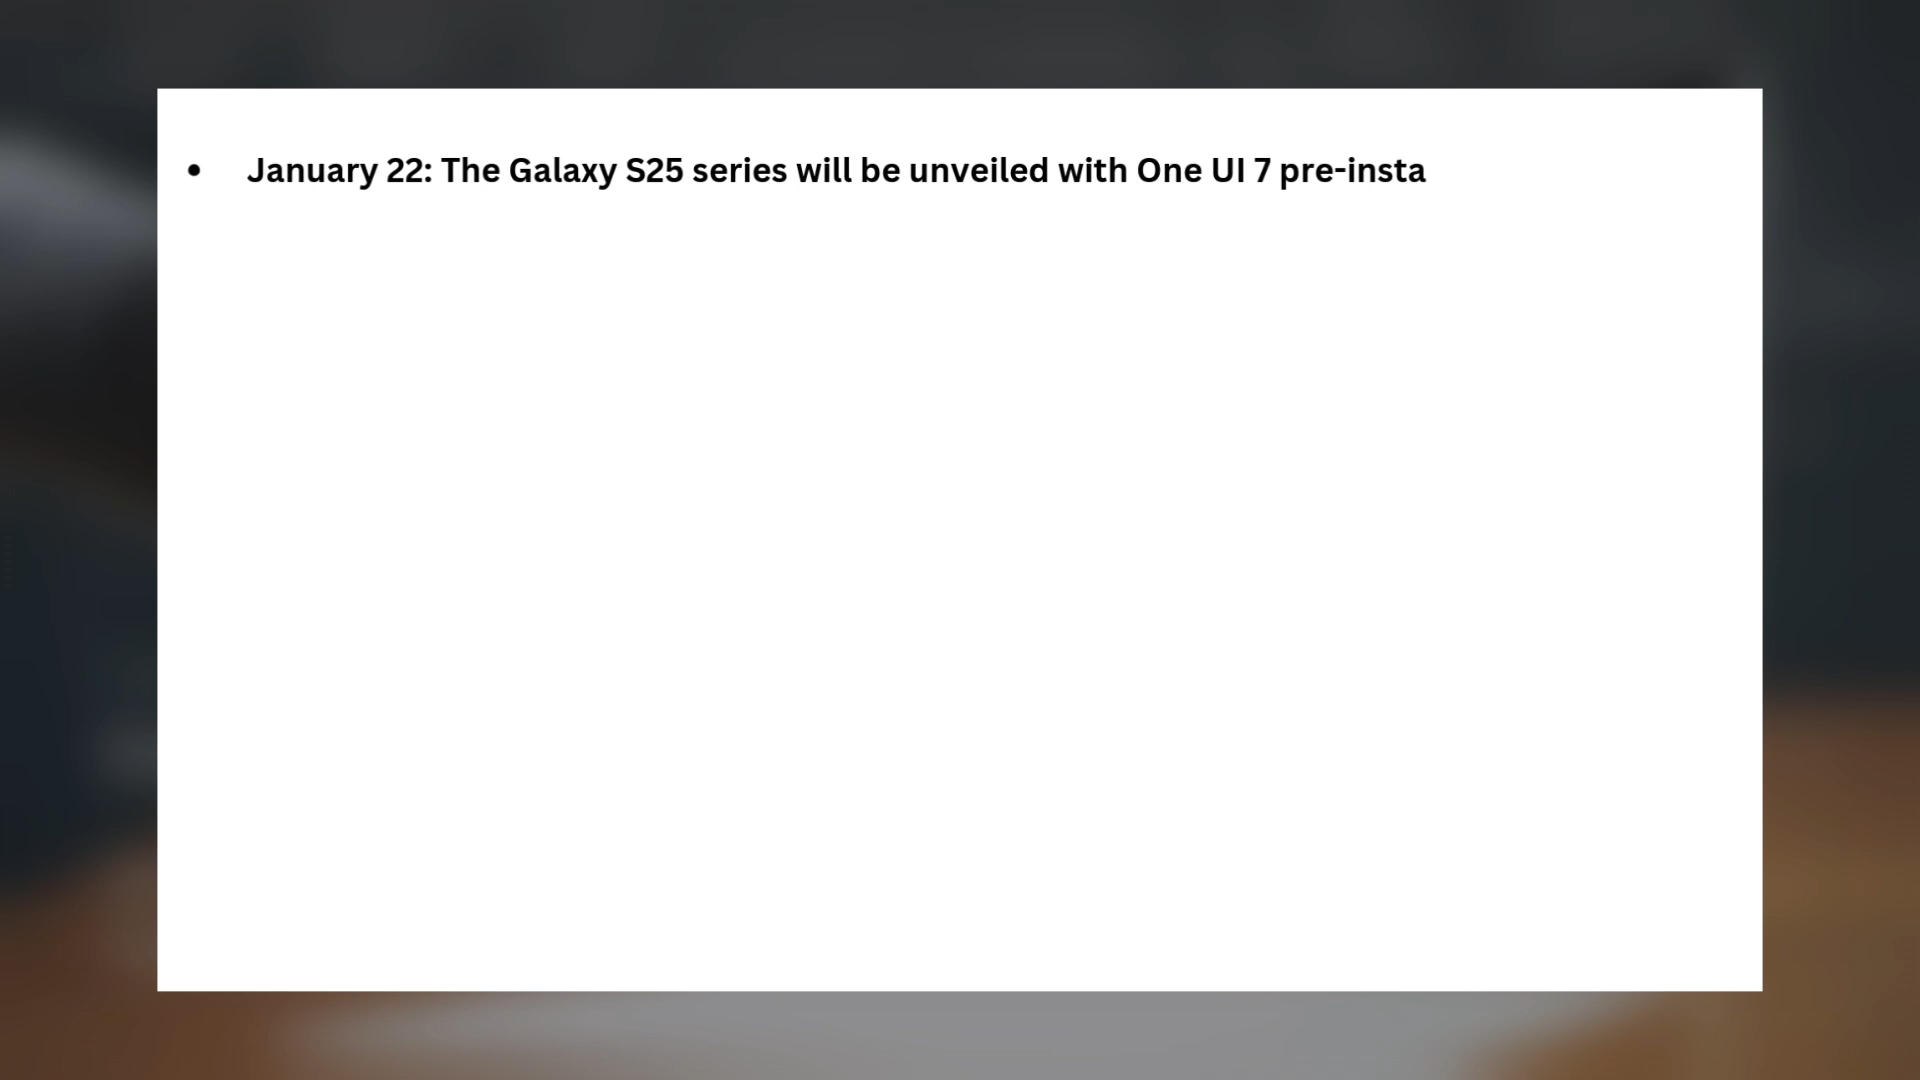 • January 22: The Galaxy S25 series will be unveiled with One UI 7 pre-insta